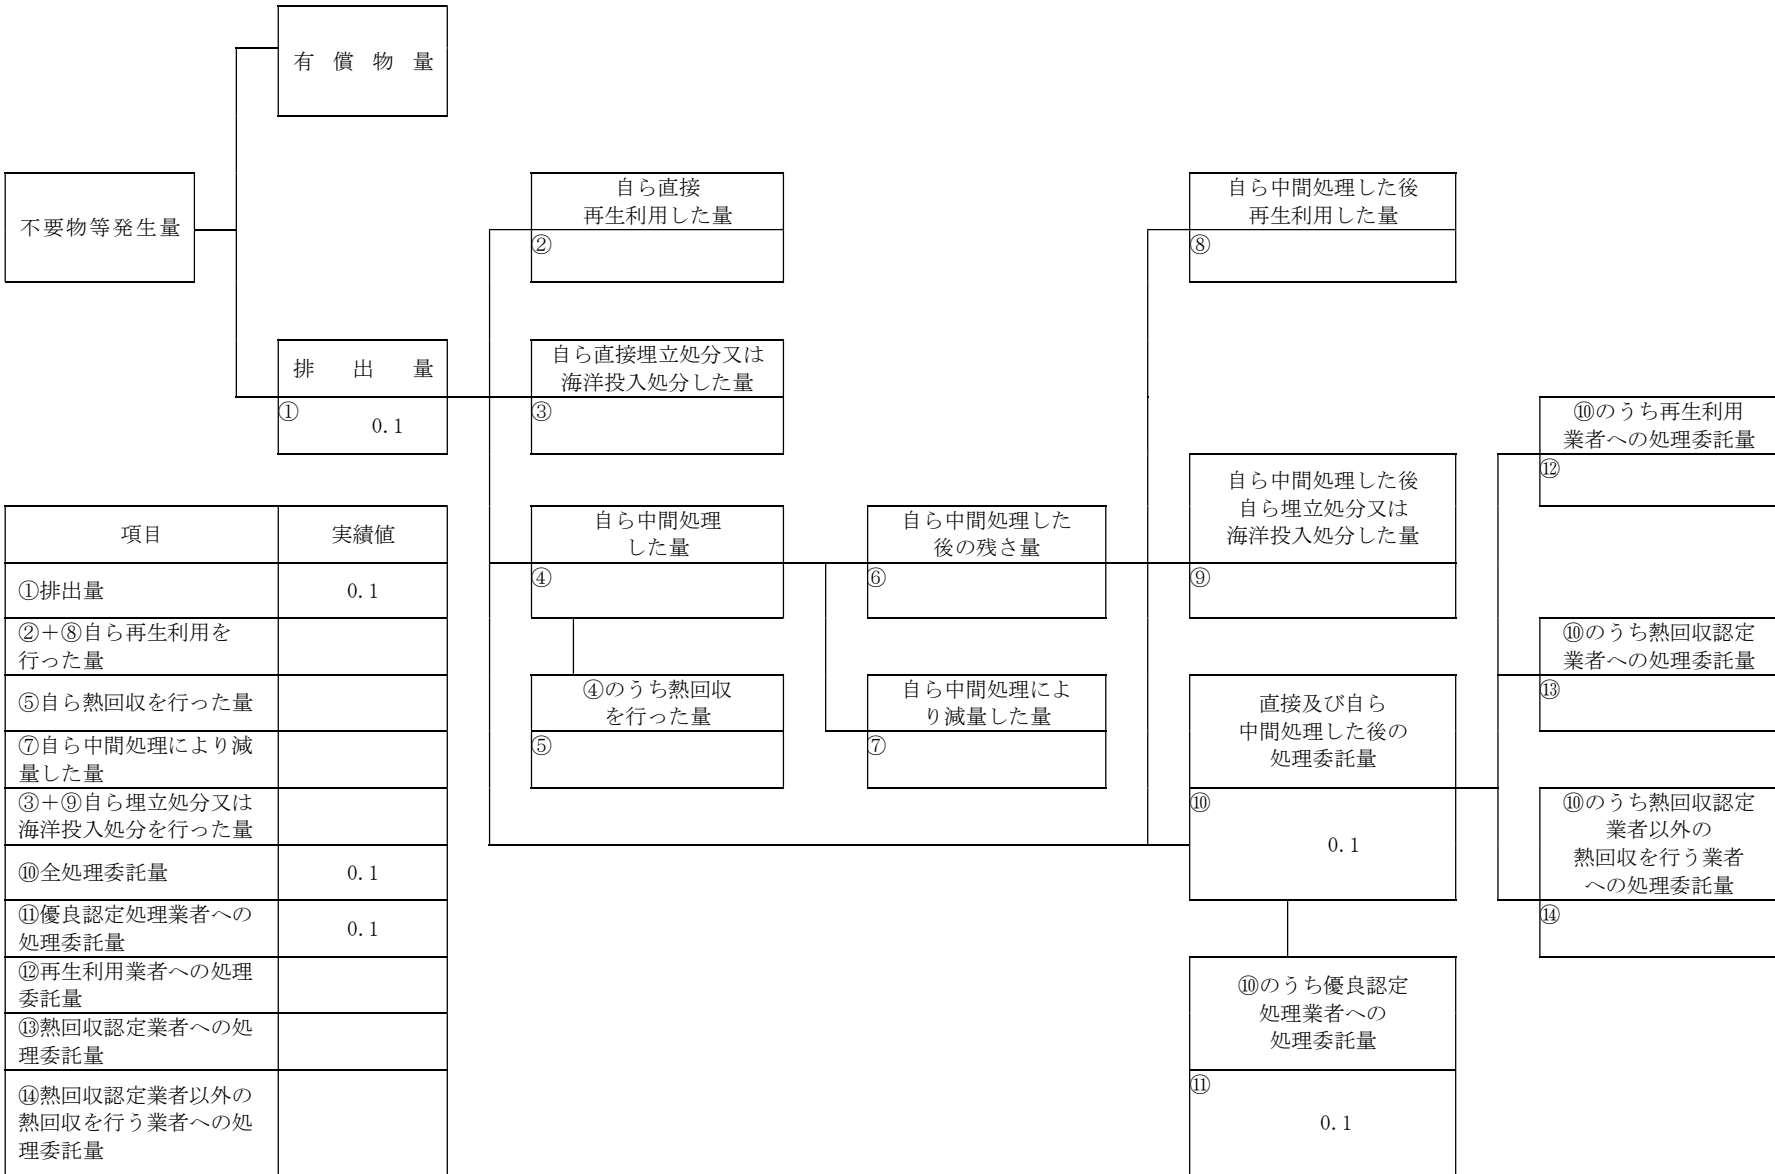 有　償　物　量
不要物等発生量
自ら直接
再生利用した量
②
自ら中間処理した後
再生利用した量
⑧
排　出　量
①
0.1
自ら直接埋立処分又は
海洋投入処分した量
③
⑩のうち再生利用
業者への処理委託量
⑫
自ら中間処理
した量
④
自ら中間処理した
後の残さ量
⑥
自ら中間処理した後
自ら埋立処分又は
海洋投入処分した量
⑨
⑩のうち熱回収認定
業者への処理委託量
⑬
④のうち熱回収
を行った量
⑤
自ら中間処理によ
り減量した量
⑦
直接及び自ら
中間処理した後の
処理委託量
⑩
0.1
⑩のうち熱回収認定
業者以外の
熱回収を行う業者
への処理委託量
⑭
⑩のうち優良認定
処理業者への
処理委託量
⑪
0.1
項目　実績値
①排出量　0.1
②＋⑧自ら再生利用を
行った量
⑤自ら熱回収を行った量
⑦自ら中間処理により減
量した量
③＋⑨自ら埋立処分又は
海洋投入処分を行った量
⑩全処理委託量　0.1
⑪優良認定処理業者への
処理委託量　0.1
⑫再生利用業者への処理
委託量
⑬熱回収認定業者への処
理委託量
⑭熱回収認定業者以外の
熱回収を行う業者への処
理委託量